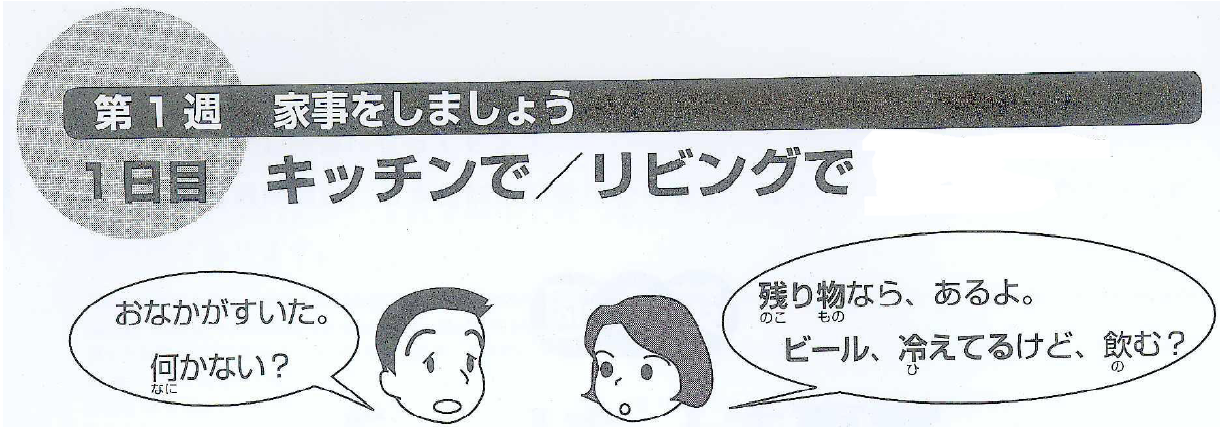 第1週 家事をしましょう
1日目 キッチンで／リビングで
おなかがすいた。
何かない？
なに
残り物なら、あるよ。
のこ もの
ビール、冷えてるけど、飲む？
ひ の